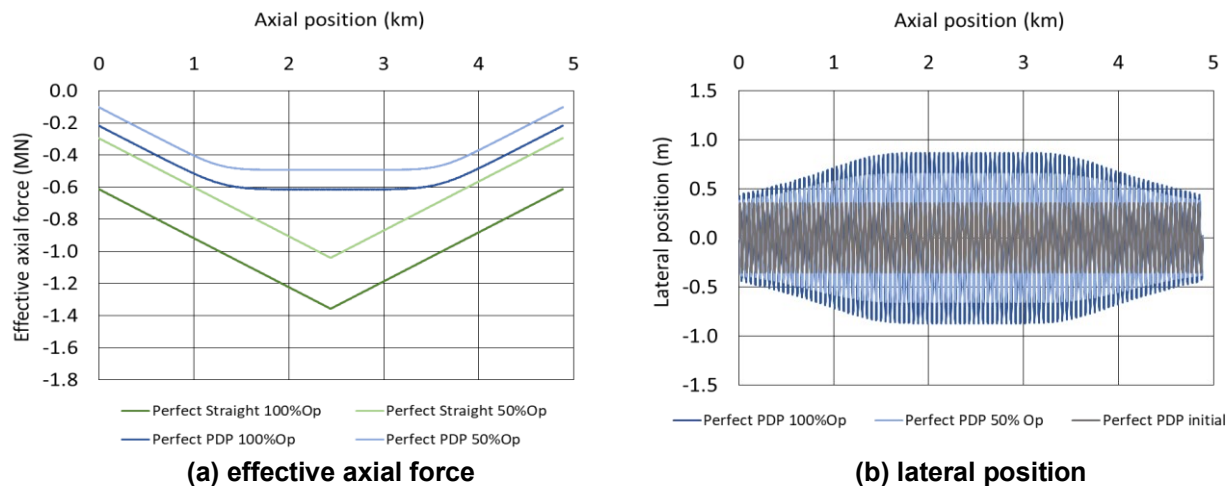 Axial position (km)
0 1 2 3 4 5
Effective axial force (MN)
0.0
-0.2
-0.4
-0.6
-0.8
-1.0
-1.2
-1.4
-1.6
-1.8
Perfect Straight 100%Op Perfect Straight 50%Op
Perfect PDP 100%Op Perfect PDP 50%Op
(a) effective axial force
Axial position (km)
0 1 2 3 4 5
Lateral position (m)
1.5
1.0
0.5
0.0
-0.5
-1.0
-1.5
Perfect PDP 100%Op Perfect PDP 50% Op Perfect PDP initial
(b) lateral position